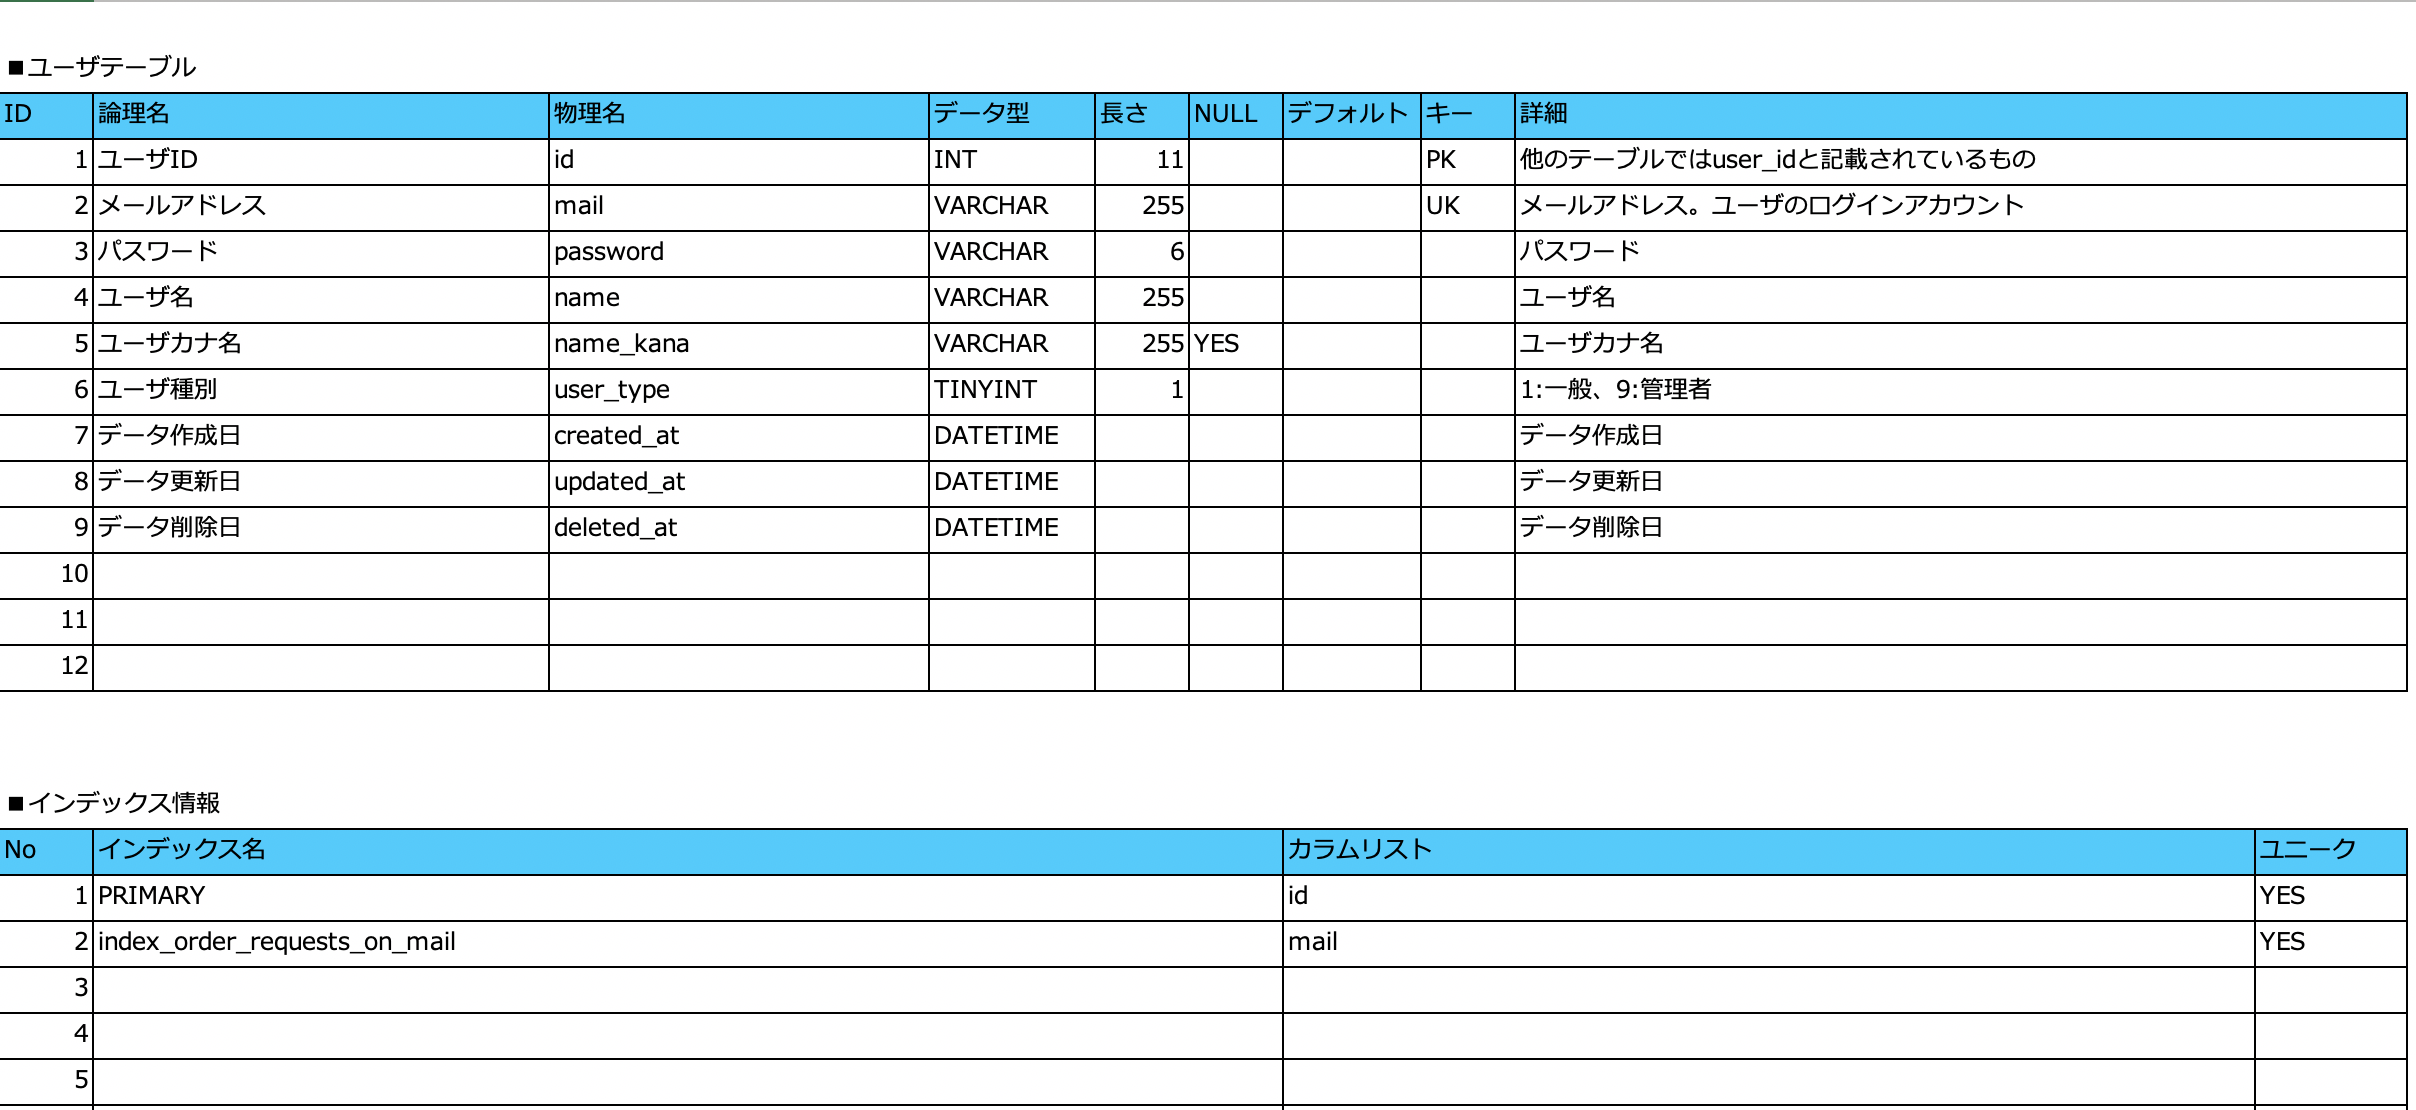 ■ユーザテーブル
ID 論理名 物理名 データ型 長さ NULL デフォルト キー 詳細
1 ユーザID id INT 11 PK 他のテーブルではuser_idと記載されているもの
2 メールアドレス mail VARCHAR 255 UK メールアドレス。ユーザのログインアカウント
3 パスワード password VARCHAR 6 パスワード
4 ユーザ名 name VARCHAR 255 ユーザ名
5 ユーザカナ名 name_kana VARCHAR 255 YES ユーザカナ名
6 ユーザ種別 user_type TINYINT 1 1:一般、9:管理者
7 データ作成日 created_at DATETIME データ作成日
8 データ更新日 updated_at DATETIME データ更新日
9 データ削除日 deleted_at DATETIME データ削除日
10
11
12
■インデックス情報
No インデックス名 カラムリスト ユニーク
1 PRIMARY id YES
2 index_order_requests_on_mail mail YES
3
4
5